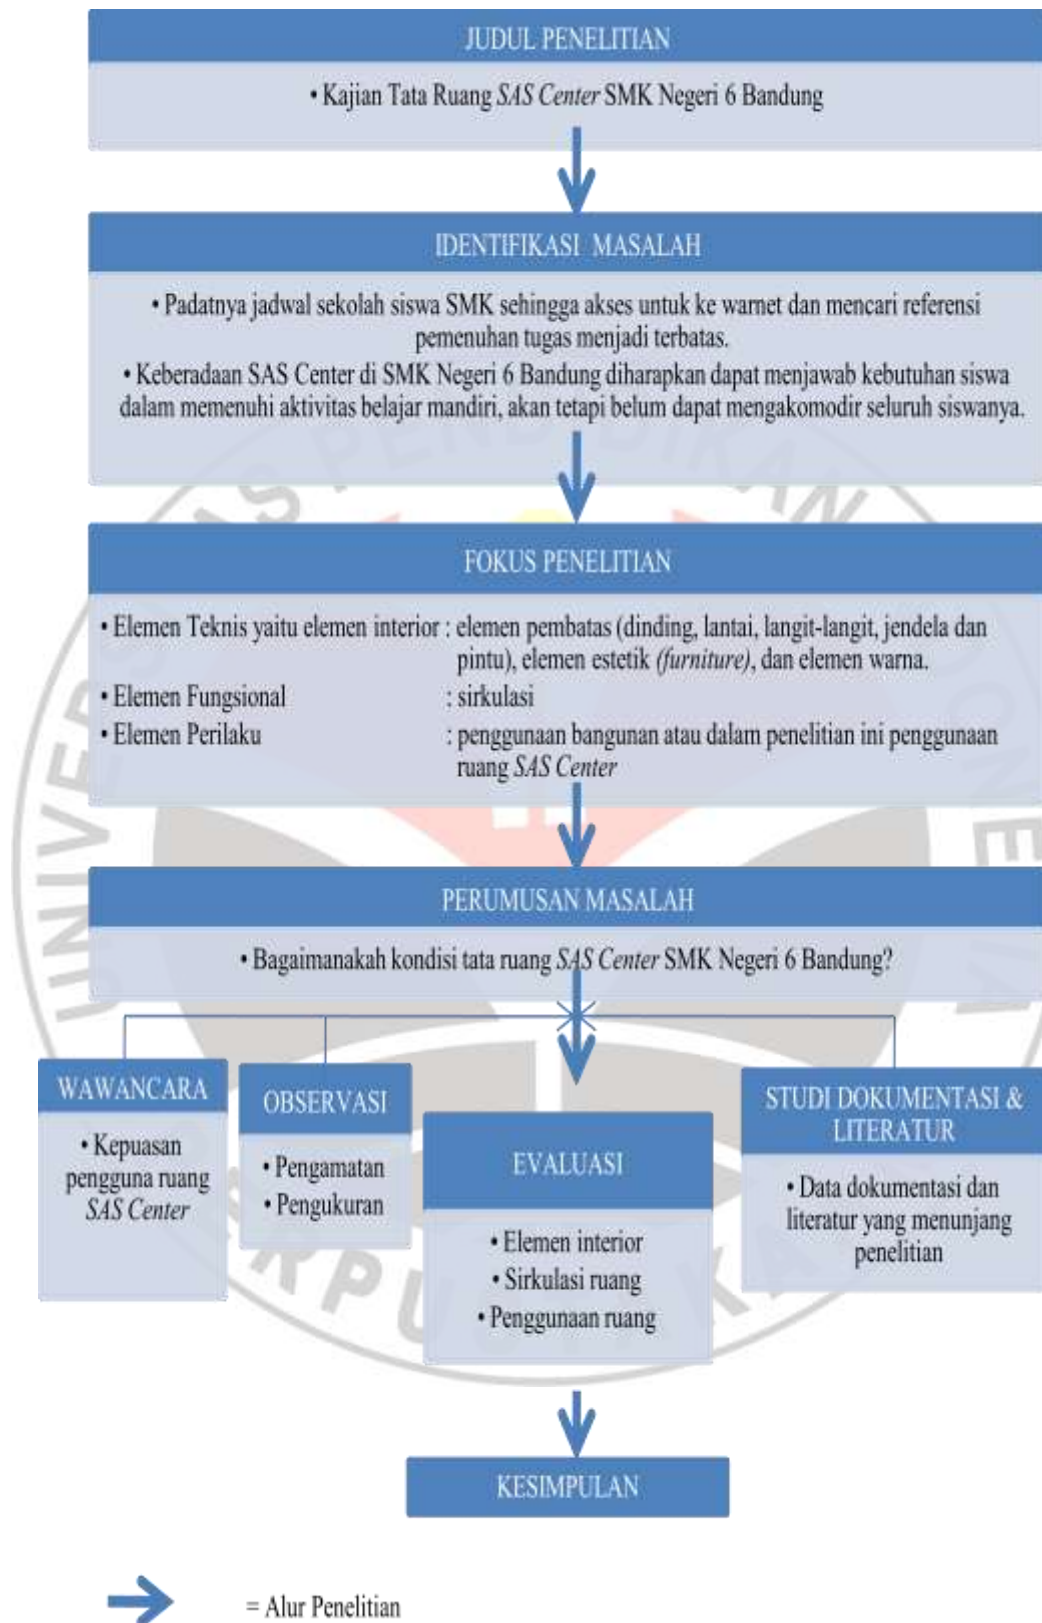 JUDUL PENELITIAN
• Kajian Tata Ruang SAS Center SMK Negeri 6 Bandung
IDENTIFIKASI MASALAH
• Padatnya jadwal sekolah siswa SMK sehingga akses untuk ke warnet dan mencari referensi
pemenuhan tugas menjadi terbatas.
• Keberadaan SAS Center di SMK Negeri 6 Bandung diharapkan dapat menjawab kebutuhan siswa
dalam memenuhi aktivitas belajar mandiri, akan tetapi belum dapat mengakomodir seluruh siswanya.
FOKUS PENELITIAN
• Elemen Teknis yaitu elemen interior : elemen pembatas (dinding, lantai, langit-langit, jendela dan
pintu), elemen estetik (furniture), dan elemen warna.
• Elemen Fungsional : sirkulasi
• Elemen Perilaku : penggunaan bangunan atau dalam penelitian ini penggunaan
ruang SAS Center
PERUMUSAN MASALAH
• Bagaimanakah kondisi tata ruang SAS Center SMK Negeri 6 Bandung?
WAWANCARA
• Kepuasan
pengguna ruang
SAS Center
OBSERVASI
• Pengamatan
• Pengukuran
EVALUASI
• Elemen interior
• Sirkulasi ruang
• Penggunaan ruang
STUDI DOKUMENTASI &
LITERATUR
• Data dokumentasi dan
literatur yang menunjang
penelitian
KESIMPULAN
= Alur Penelitian